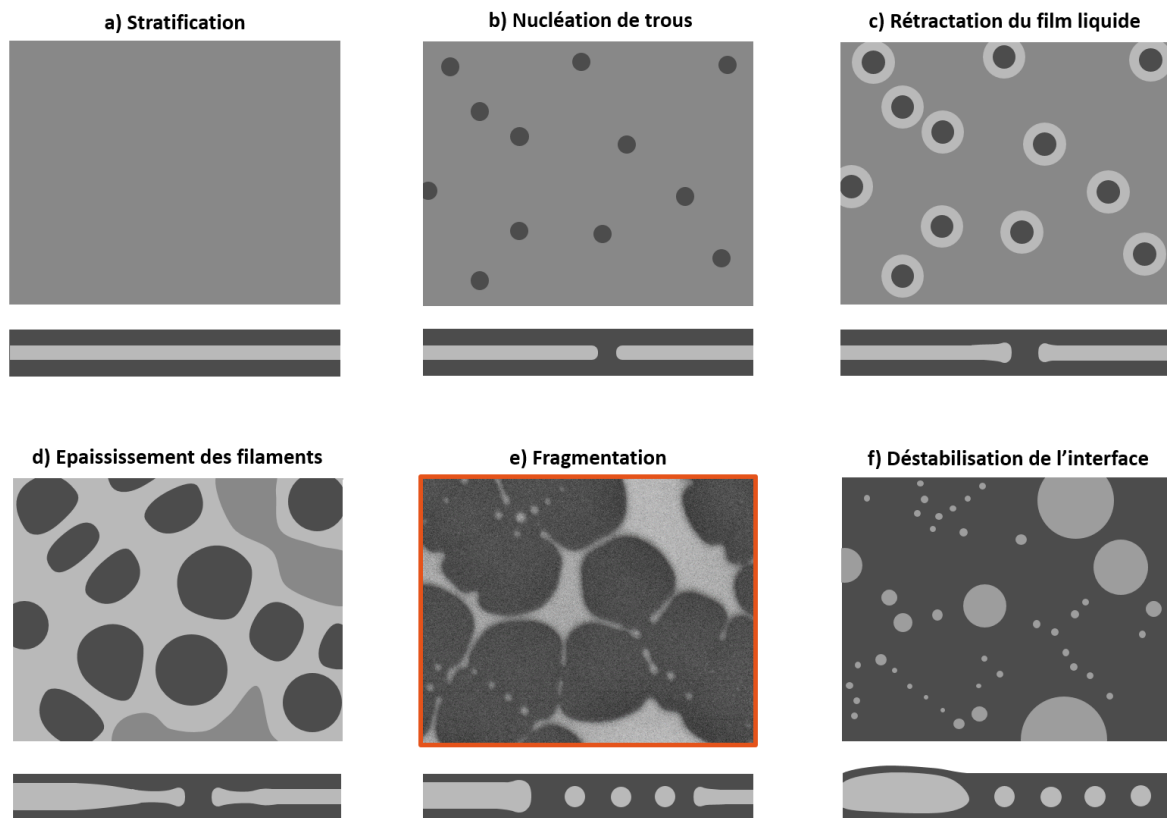 a) Stratification
b) Nucléation de trous
c) Rétractation du film liquide
d) Epaississement des filaments
e) Fragmentation
f) Déstabilisation de l'interface